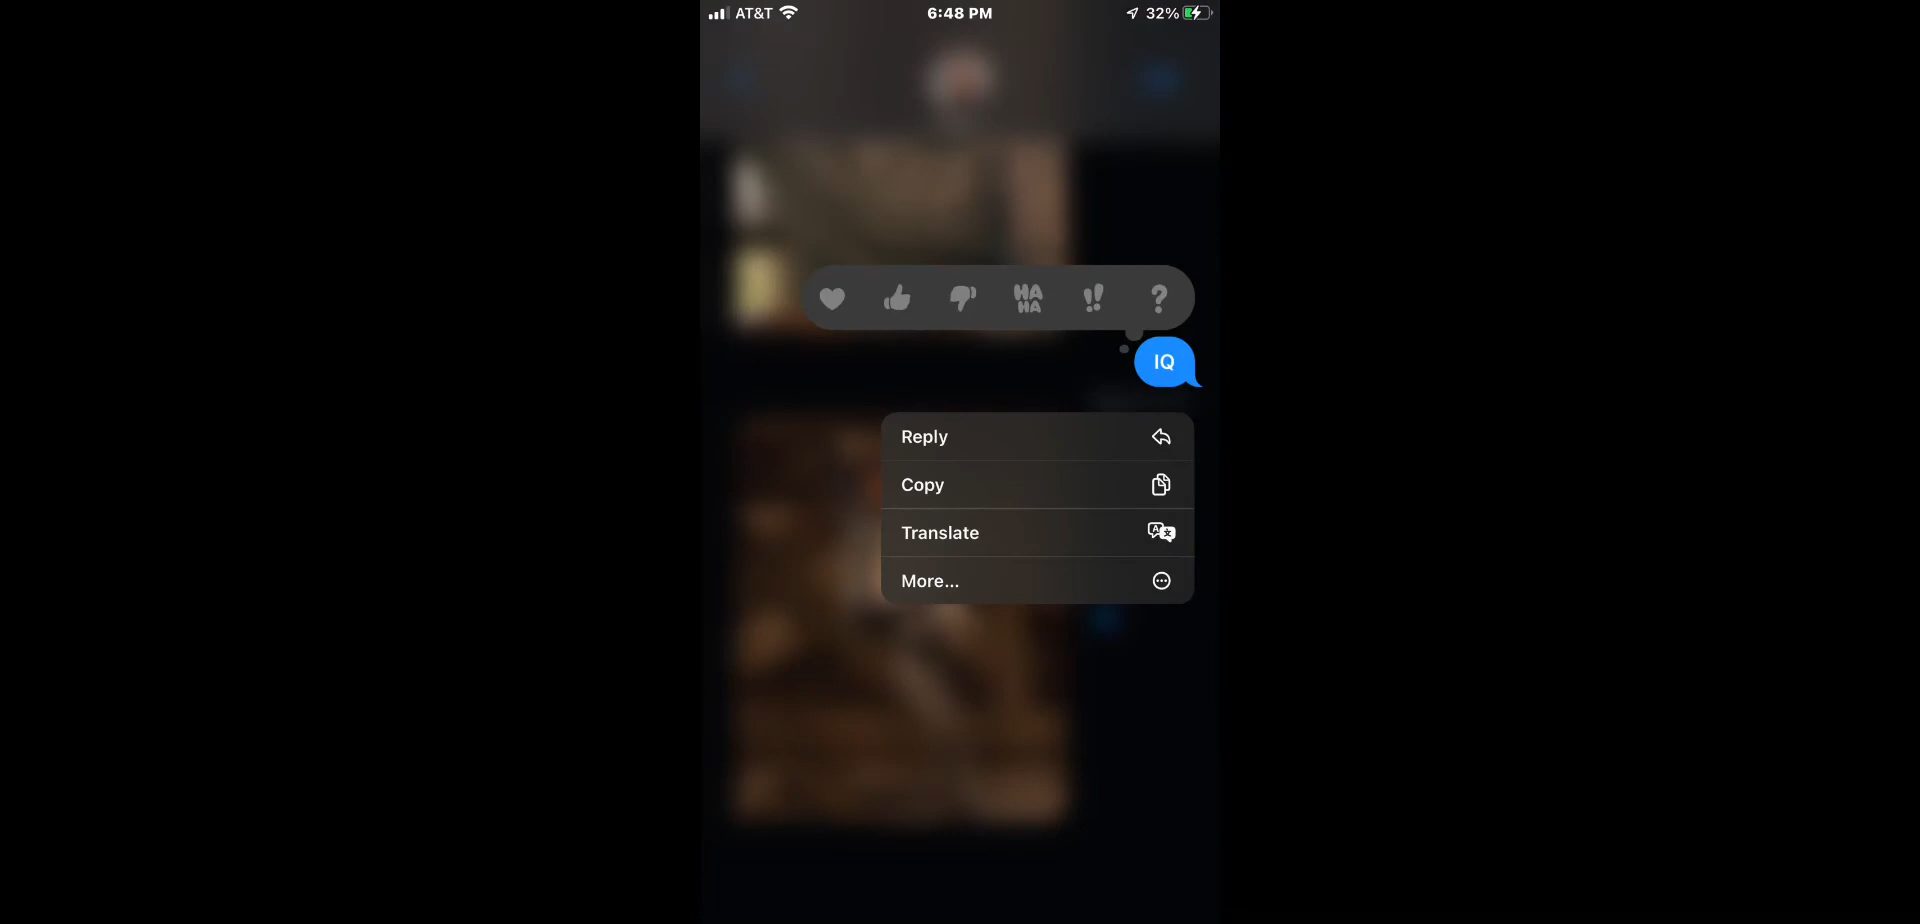 AT&T 6:48 PM 32%
HA HA
!!
?
IQ
Reply
Copy
Translate
More...